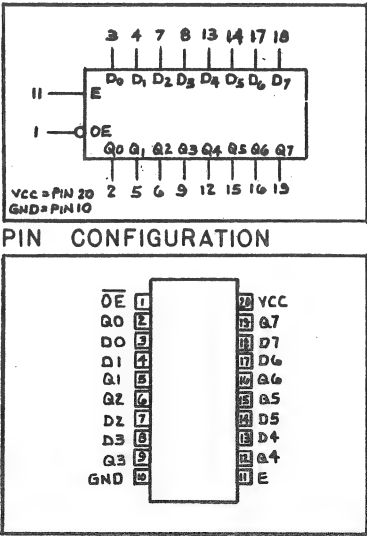 3 4 7 8 13 14 17 18
D0 D1 D2 D3 D4 D5 D6 D7
11 E
1 OE
Q0 Q1 Q2 Q3 Q4 Q5 Q6 Q7
VCC = PIN 20 2 5 6 9 12 15 16 19
GND = PIN 10
PIN CONFIGURATION
OE 1 20 VCC
Q0 2 19 Q7
D0 3 18 D7
D1 4 17 D6
Q1 5 16 Q6
Q2 6 15 Q5
D2 7 14 D5
D3 8 13 D4
Q3 9 12 Q4
GND 10 11 E